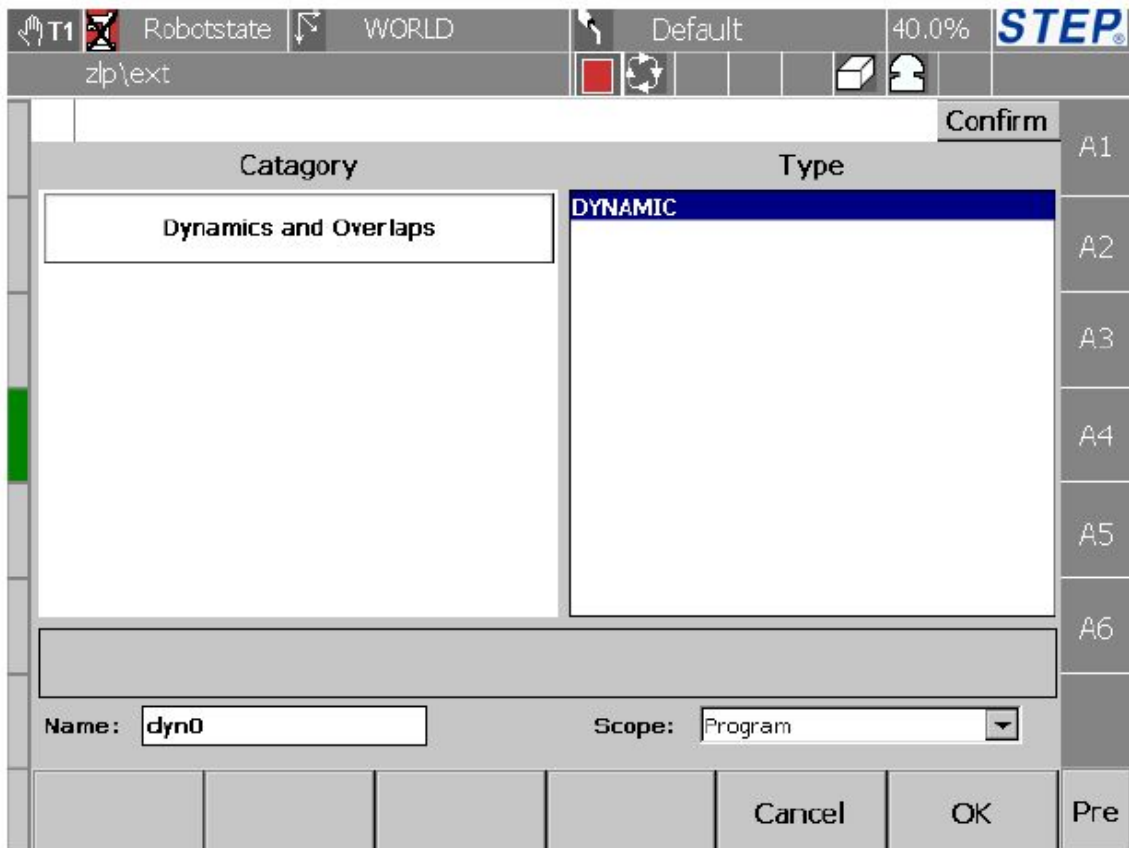 T1 Robotstate WORLD Default 40.0% STEP®
zlp\ext
Confirm
Catagory Type
Dynamics and Overlaps DYNAMIC
A1
A2
A3
A4
A5
A6
Name: dyn0 Scope: Program
Cancel OK Pre